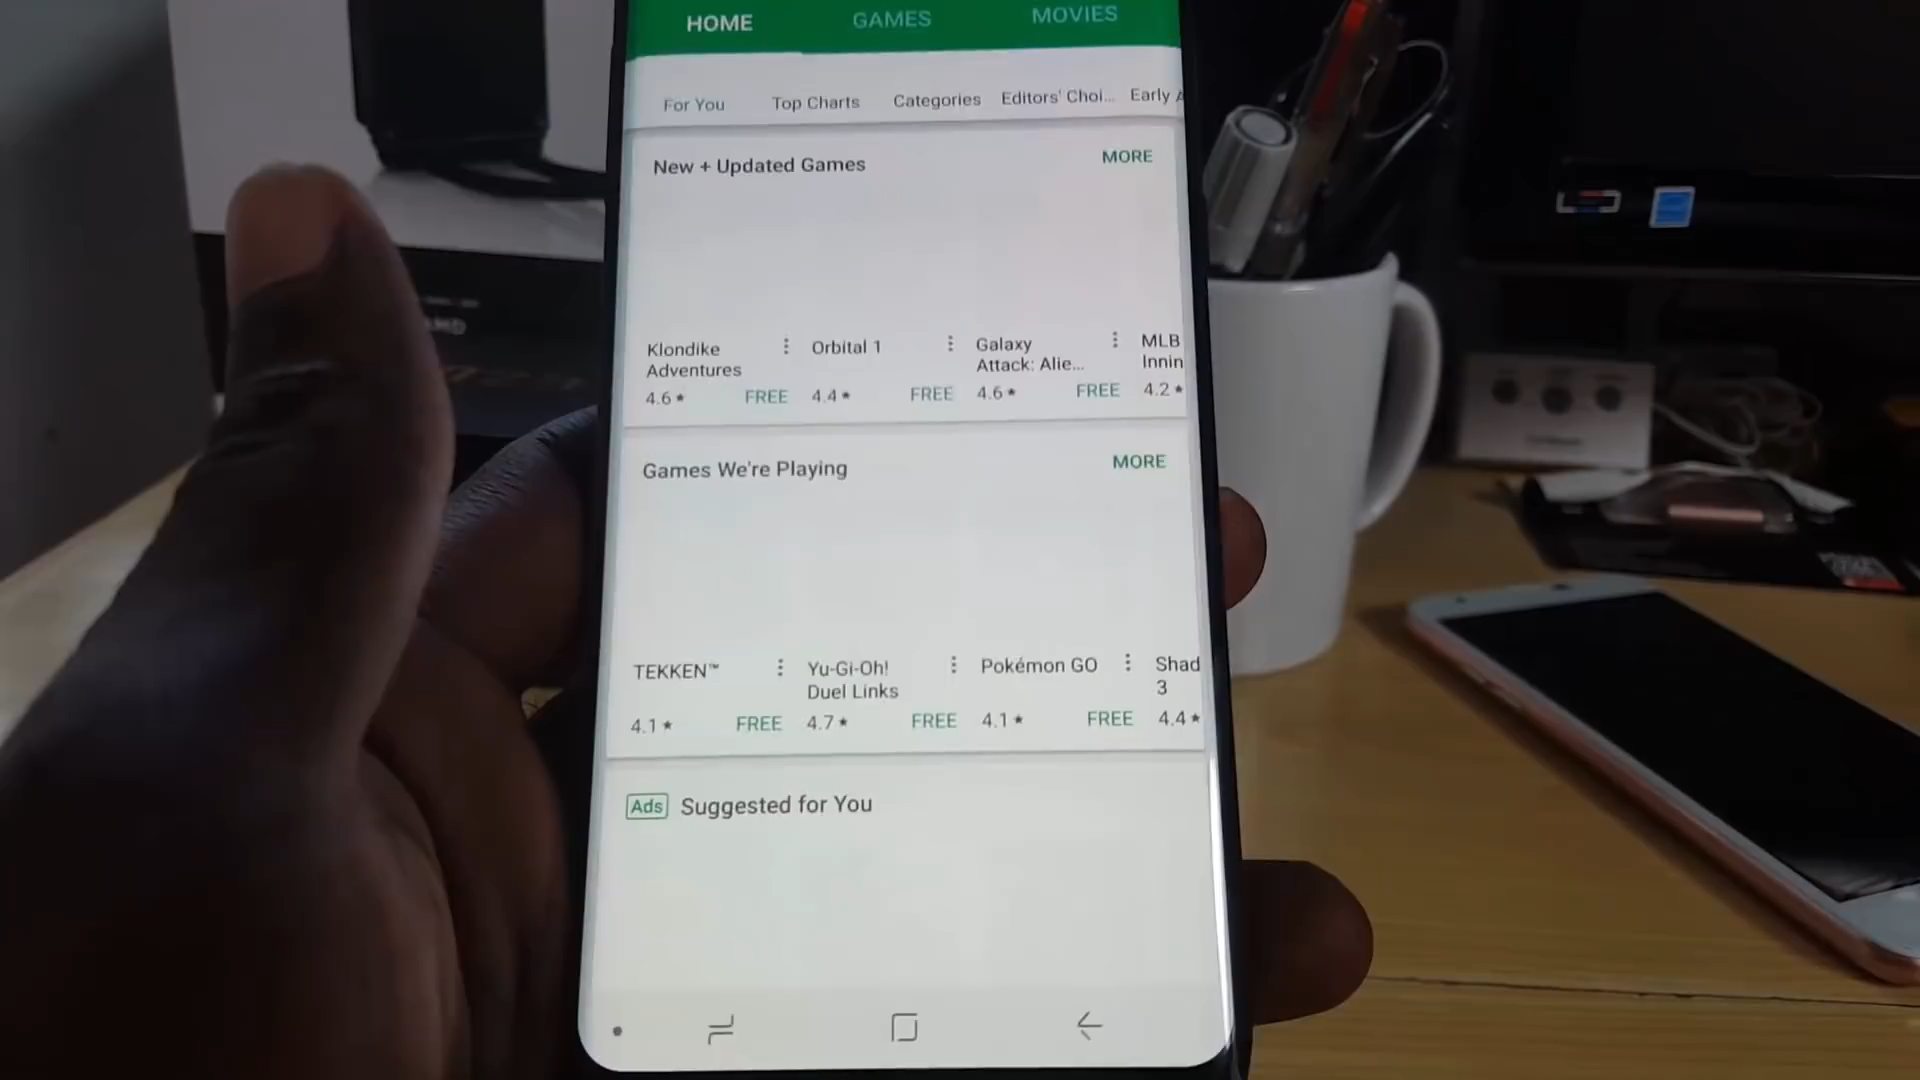 HOME GAMES MOVIES
For You Top Charts Categories Editors' Choi... Early
New + Updated Games MORE
Klondike Adventures
4.6★ FREE
Orbital 1
4.4★ FREE
Galaxy Attack: Alie...
4.6★ FREE
MLB
Innin
4.2★
Games We're Playing MORE
TEKKEN™
4.1★ FREE
Yu-Gi-Oh!
Duel Links
4.7★ FREE
Pokémon GO
4.1★ FREE
Shad
3
4.4★
Ads Suggested for You